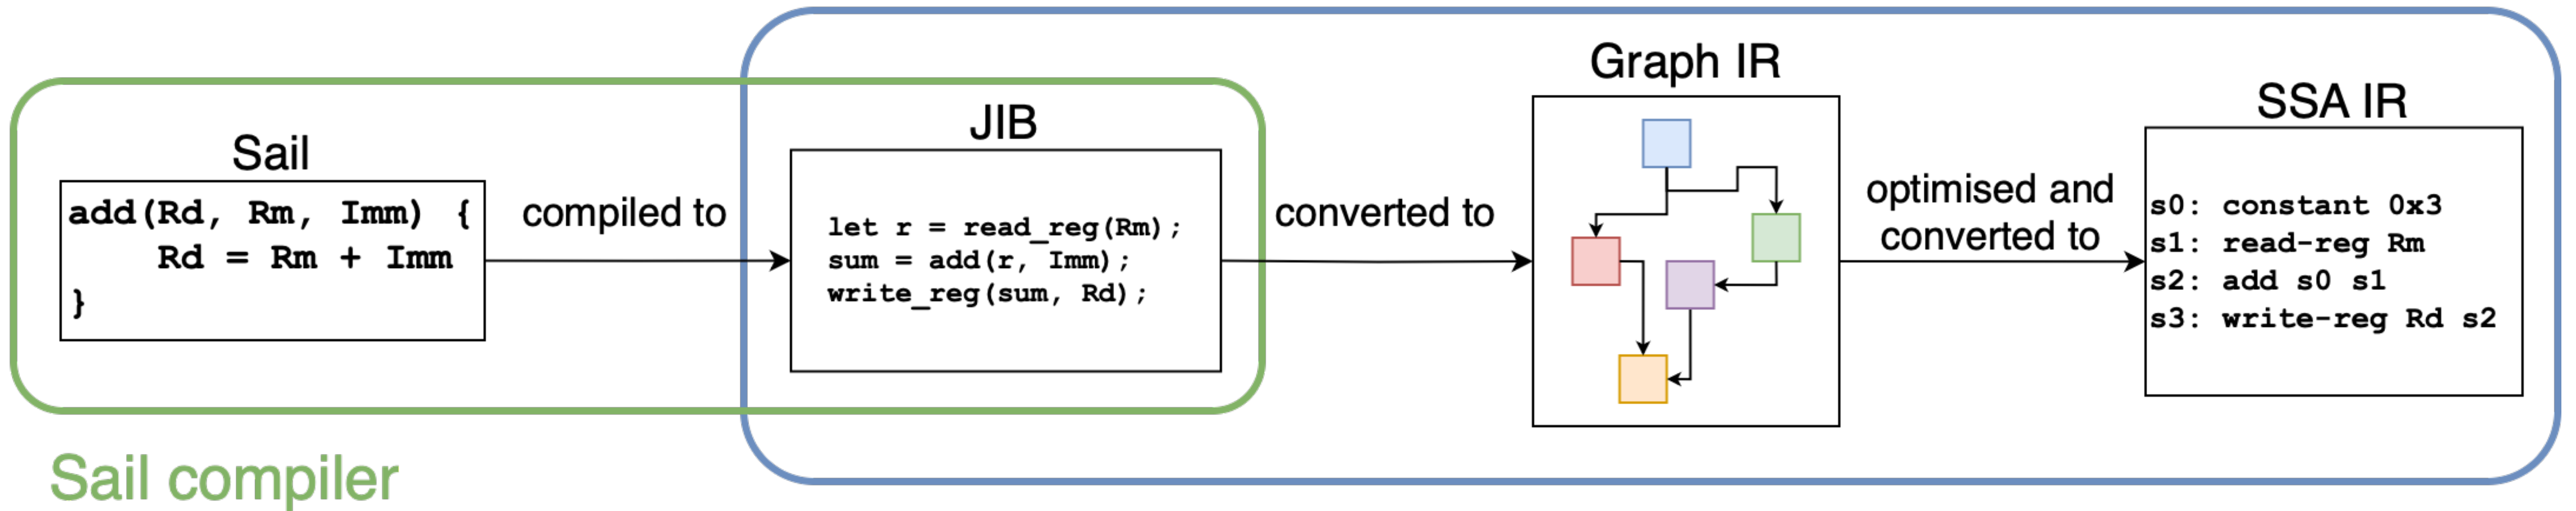 Sail
add(Rd, Rm, Imm) {
Rd = Rm + Imm
}
compiled to
JIB
let r = read_reg(Rm);
sum = add(r, Imm);
write_reg(sum, Rd);
converted to
Graph IR
optimised and
converted to
SSA IR
s0: constant 0x3
s1: read-reg Rm
s2: add s0 s1
s3: write-reg Rd s2
Sail compiler